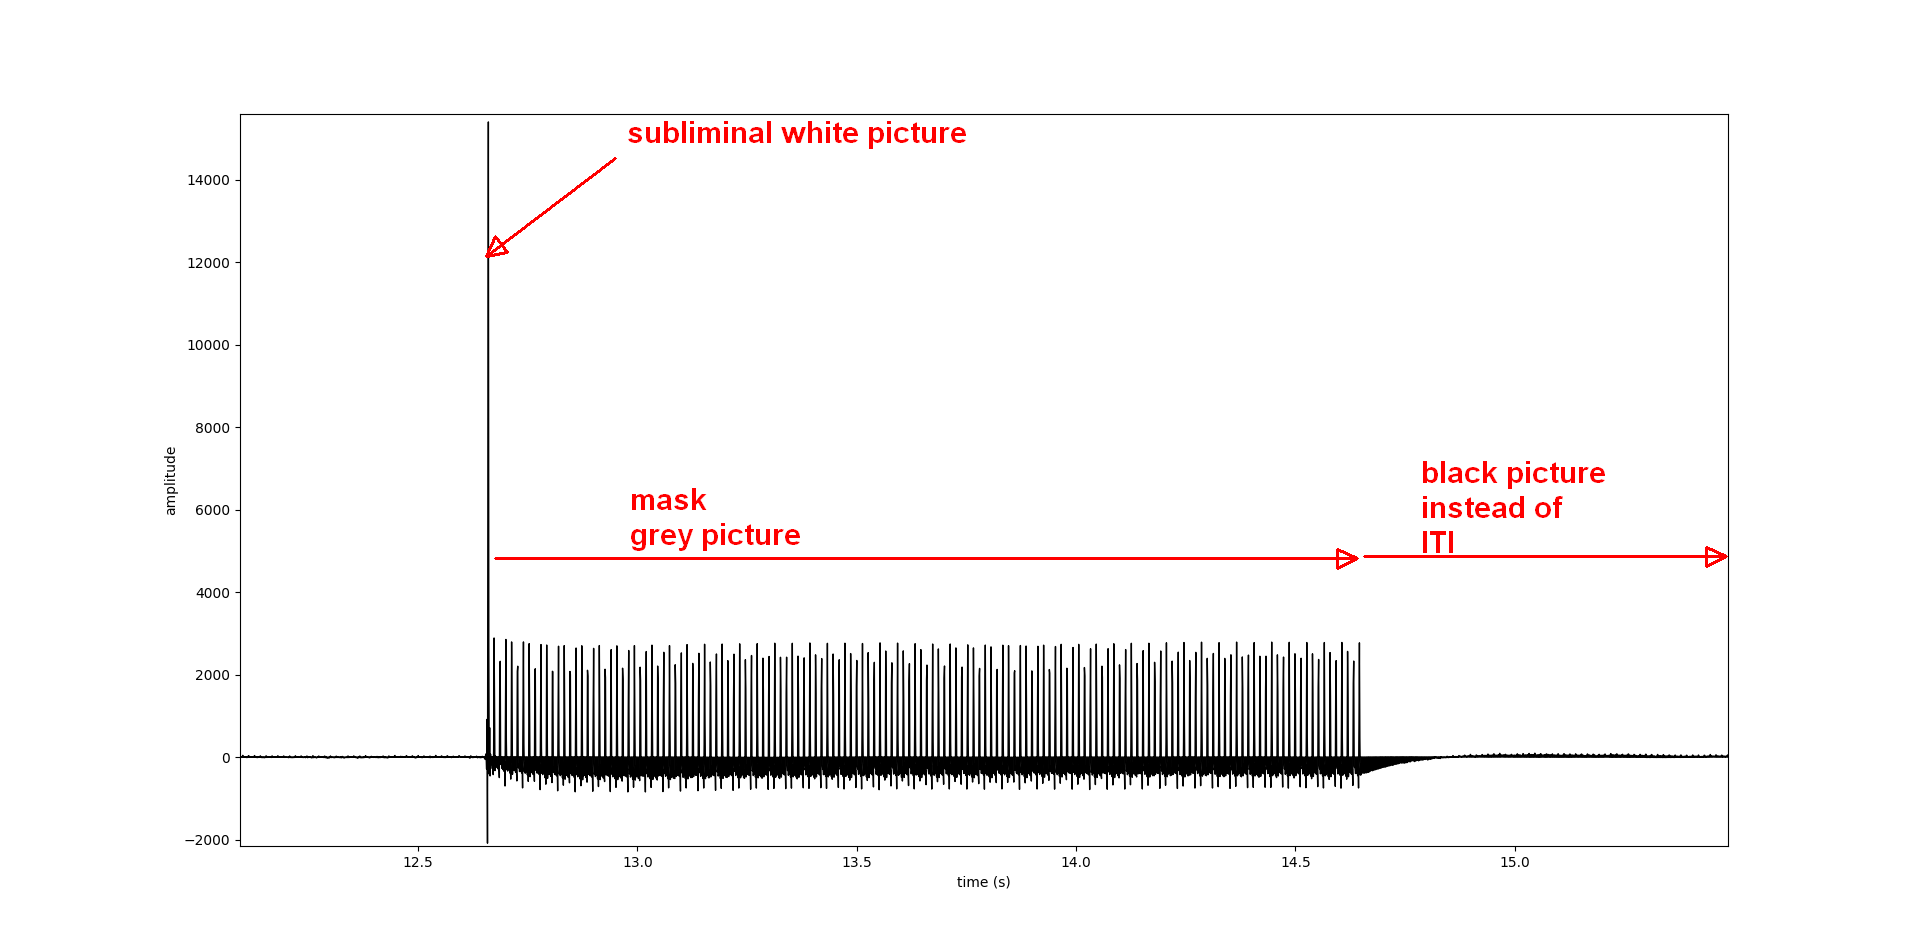 subliminal white picture
14000
12000
10000
8000
6000
4000
2000
0
−2000
amplitude
mask
grey picture
black picture
instead of
ITI
12.5
13.0
13.5
14.0
14.5
15.0
time (s)